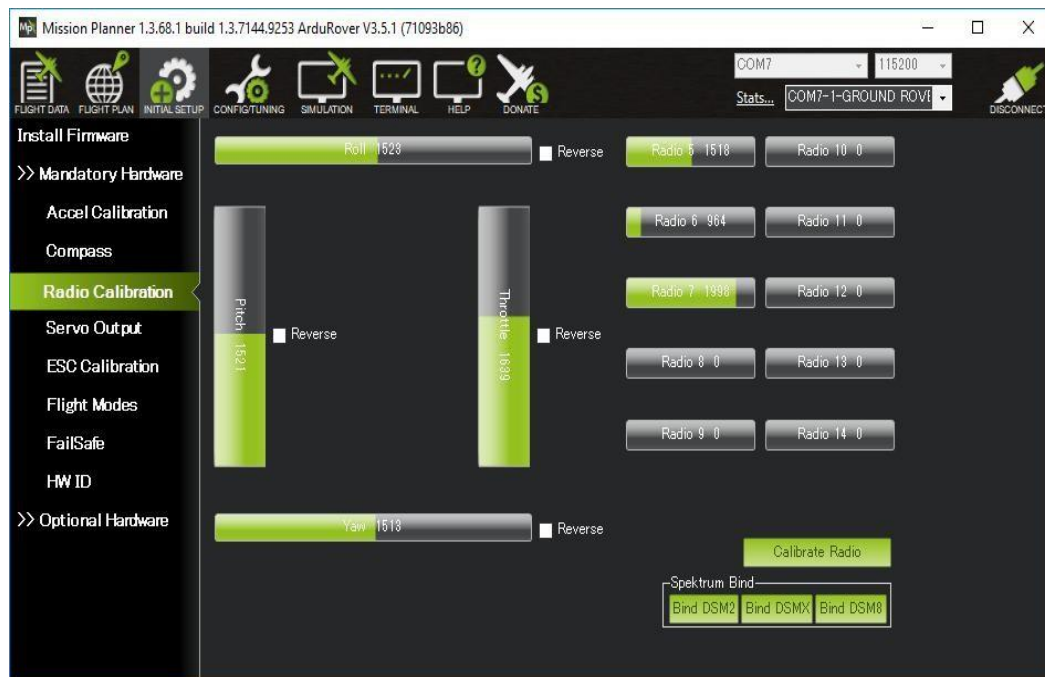 Mission Planner 1.3.68.1 build 1.3.7144.9253 ArduRover V3.5.1 (71093b86)
FLIGHT DATA FLIGHT PLAN INITIAL SETUP CONFIG/TUNING SIMULATION TERMINAL HELP DONATE
COM7 115200
Stats... COM7-1-GROUND ROVE
DISCONNECT
Install Firmware
>> Mandatory Hardware
Accel Calibration
Compass
Radio Calibration
Servo Output
ESC Calibration
Flight Modes
FailSafe
HW ID
>> Optional Hardware
Roll 1523 Reverse
Pitch 1521 Reverse
Throttle 1639 Reverse
Yaw 1513 Reverse
Radio 5 1518 Radio 10 0
Radio 6 964 Radio 11 0
Radio 7 1998 Radio 12 0
Radio 8 0 Radio 13 0
Radio 9 0 Radio 14 0
Calibrate Radio
Spektrum Bind
Bind DSM2 Bind DSMX Bind DSM8